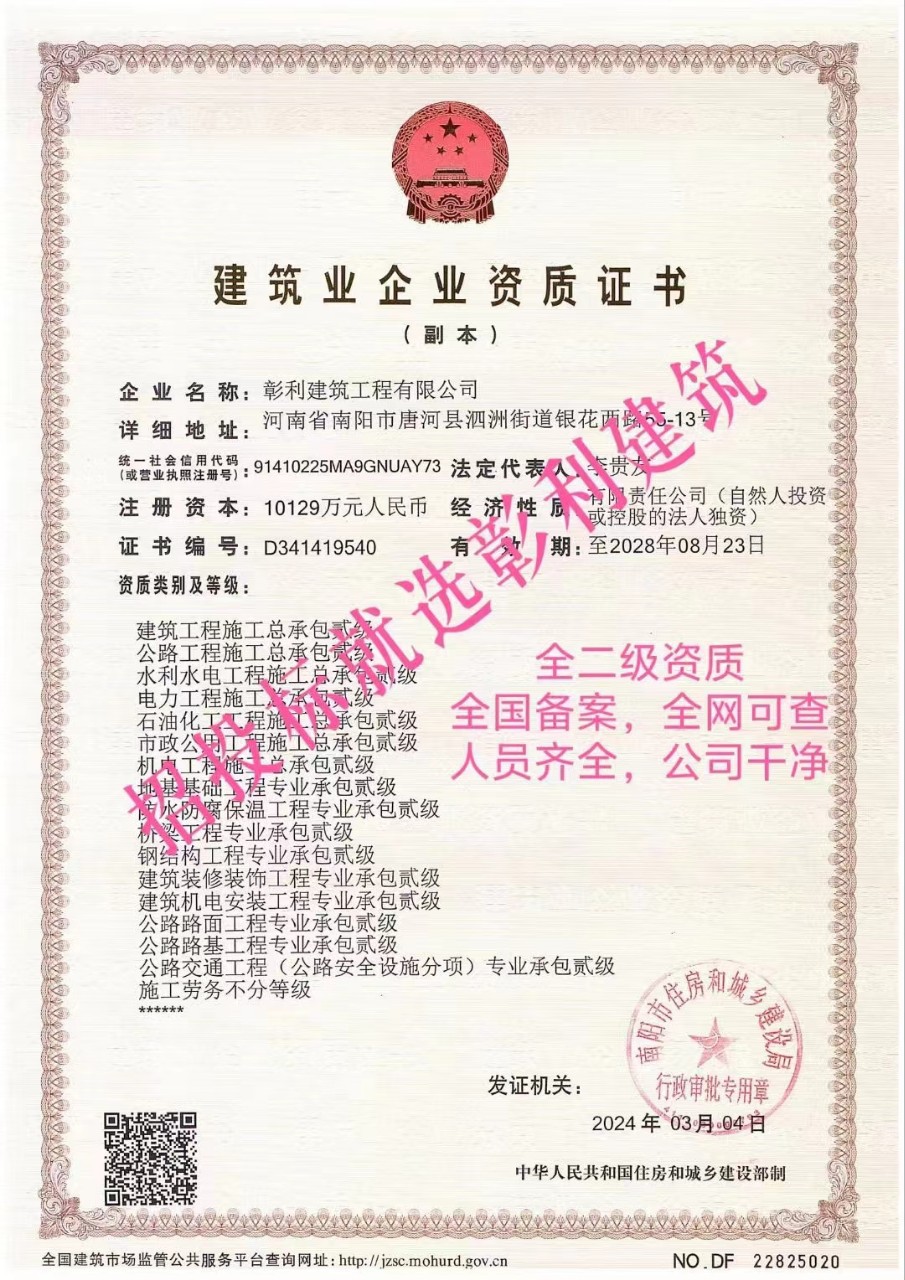 建筑业企业资质证书
（副本）
企业名称：彰利建筑工程有限公司
详细地址：河南省南阳市唐河县泗洲街道银花西路55-13号
统一社会信用代码
（或营业执照注册号）：91410225MA9GNUAY73 法定代表人：李贵友
注册资本：10129万元人民币 经济性质：有限责任公司（自然人投资
或控股的法人独资）
证书编号：D341419540 有效期：至2028年08月23日
资质类别及等级：
建筑工程施工总承包贰级
公路工程施工总承包贰级
水利水电工程施工总承包贰级
电力工程施工总承包贰级
石油化工工程施工总承包贰级
市政公用工程施工总承包贰级
机电工程施工总承包贰级
地基基础工程专业承包贰级
防水防腐保温工程专业承包贰级
桥梁工程专业承包贰级
钢结构工程专业承包贰级
建筑装修装饰工程专业承包贰级
建筑机电安装工程专业承包贰级
公路路面工程专业承包贰级
公路路基工程专业承包贰级
公路交通工程（公路安全设施分项）专业承包贰级
施工劳务不分等级
******
招投标就选彰利建筑
全二级资质
全国备案，全网可查
人员齐全，公司干净
南阳市住房和城乡建设局
行政审批专用章
发证机关：
2024年 03月 04日
中华人民共和国住房和城乡建设部制
全国建筑市场监管公共服务平台查询网址：http://jzsc.mohurd.gov.cn
NO.DF 22825020